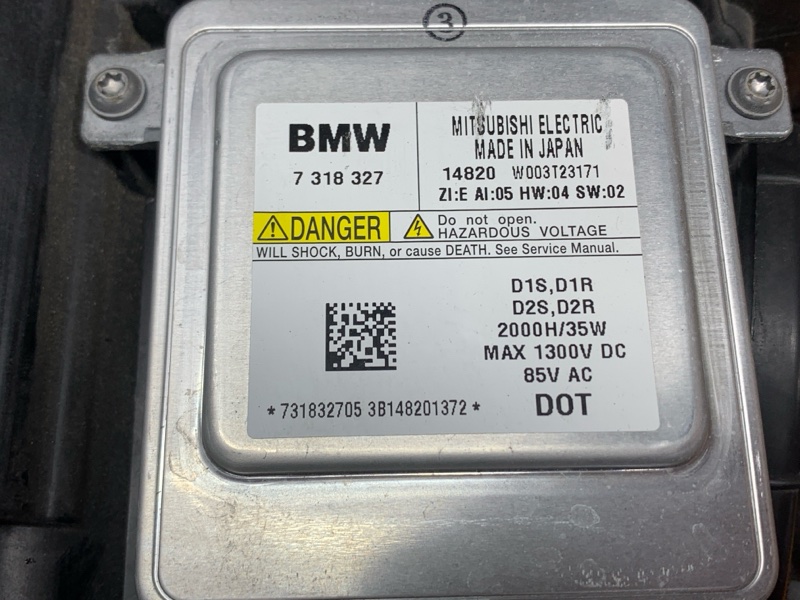 3
BMW
7 318 327
MITSUBISHI ELECTRIC
MADE IN JAPAN
14820 W003T23171
ZI:E AI:05 HW:04 SW:02
DANGER
Do not open.
HAZARDOUS VOLTAGE
WILL SHOCK, BURN, or cause DEATH. See Service Manual.
D1S,D1R
D2S,D2R
2000H/35W
MAX 1300V DC
85V AC
*731832705 3B148201372*
DOT